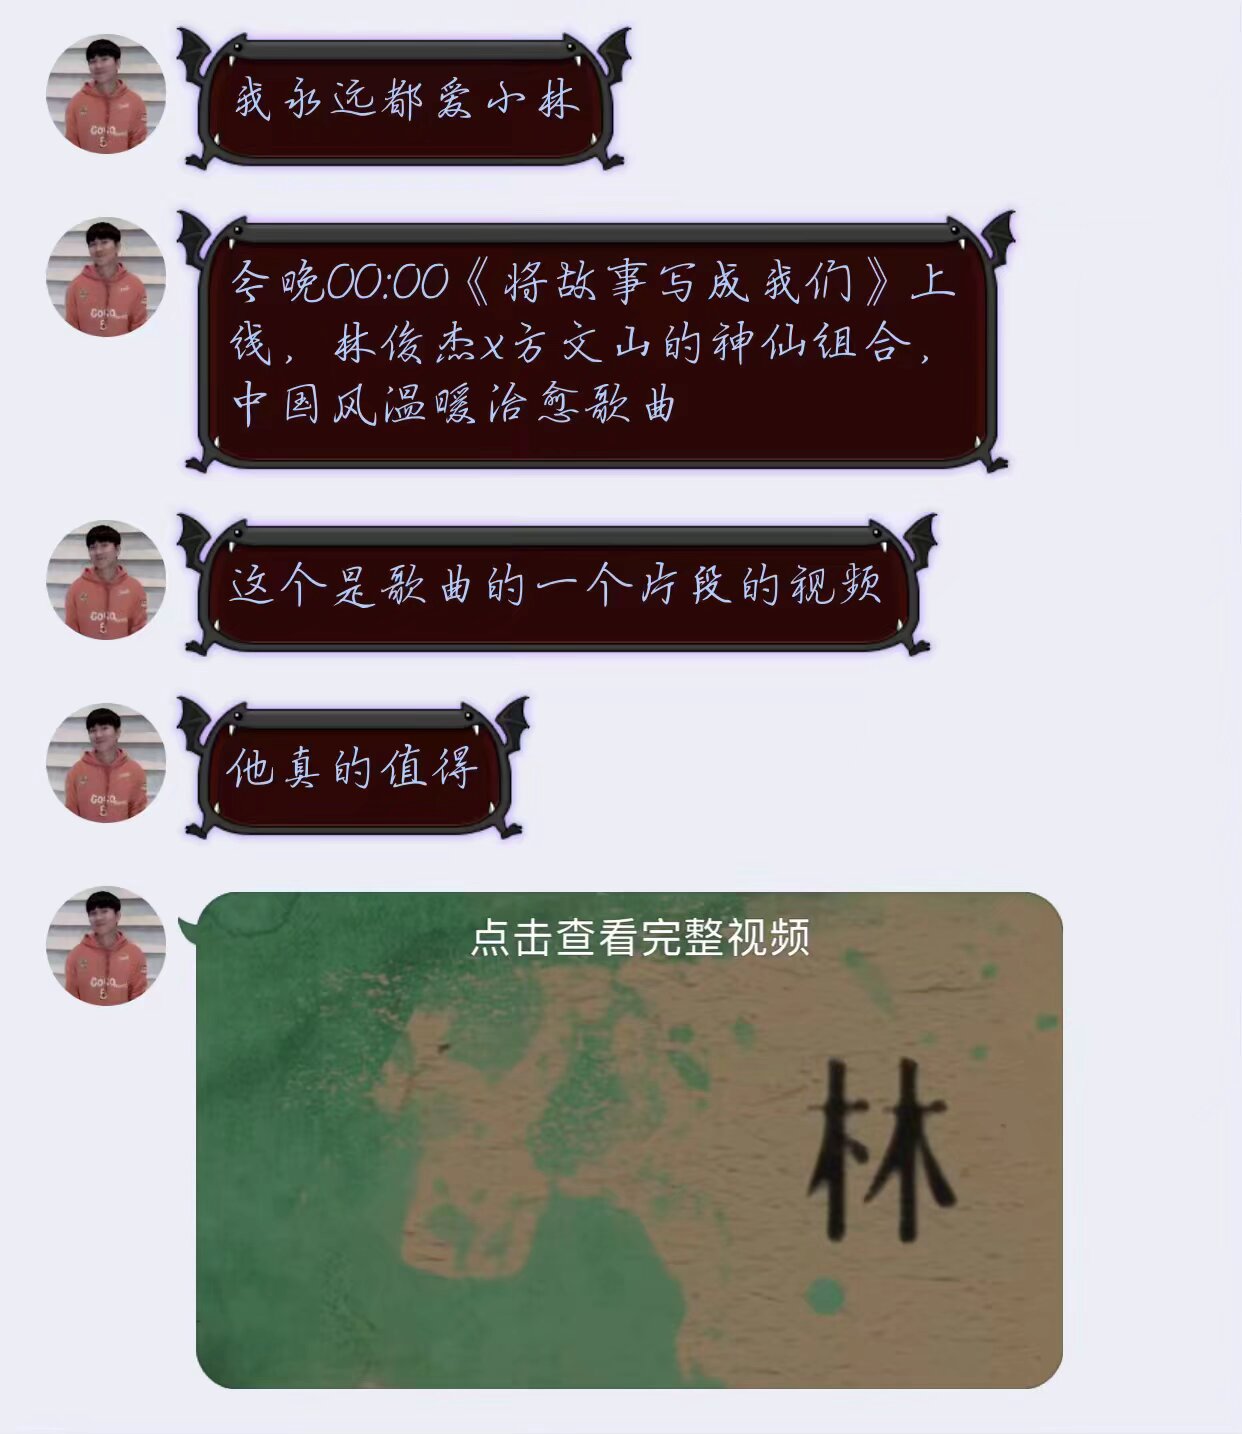 我永远都爱小林
今晚00:00《将故事写成我们》上
线，林俊杰x方文山的神仙组合，
中国风温暖治愈歌曲
这个是歌曲的一个片段的视频
他真的值得
点击查看完整视频
林